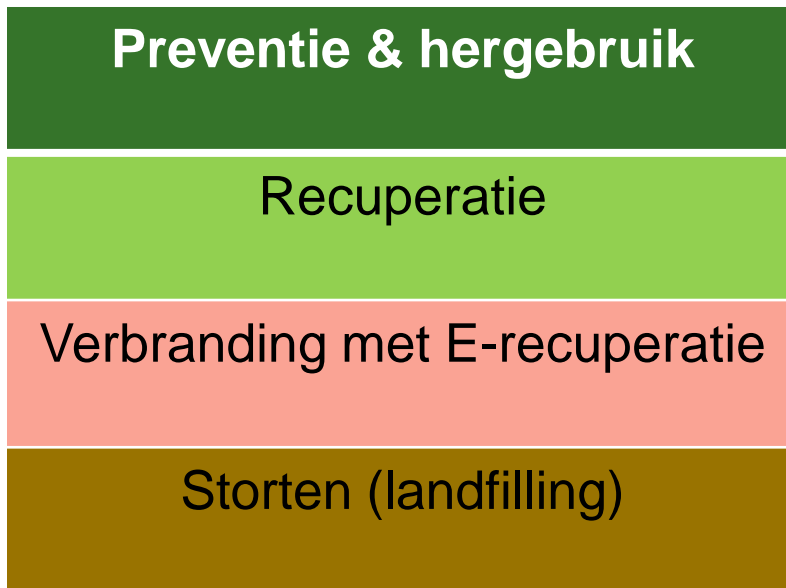 Preventie & hergebruik
Recuperatie
Verbranding met E-recuperatie
Storten (landfilling)